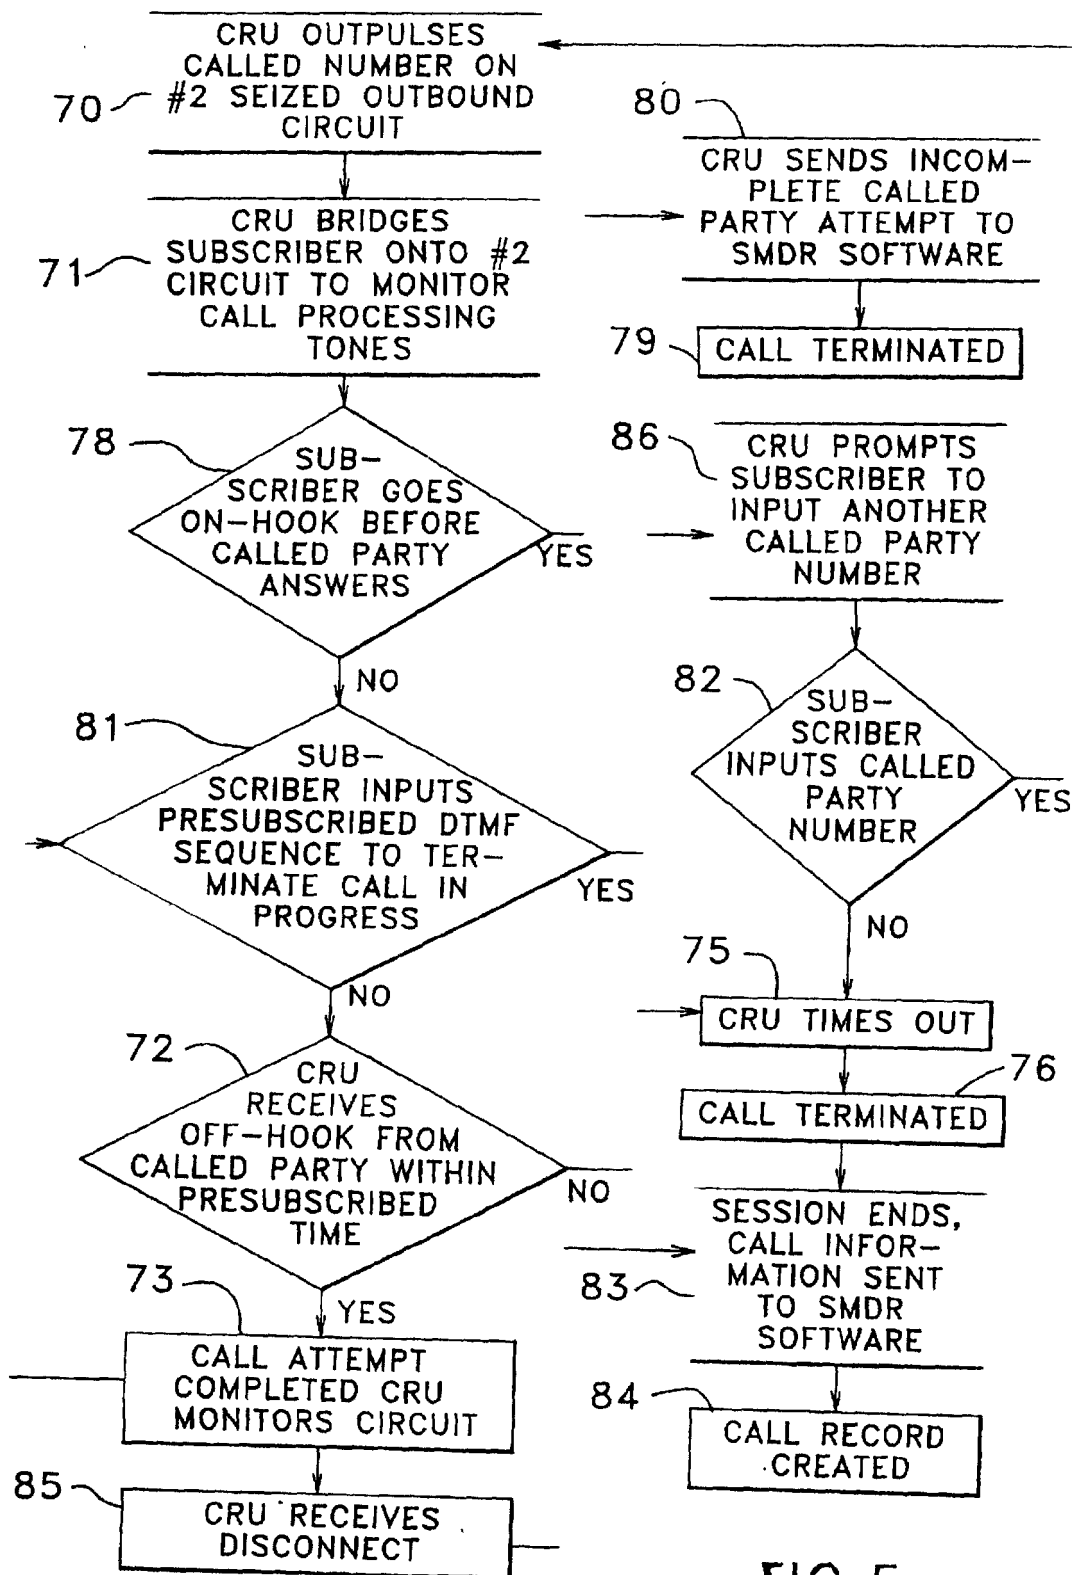 CRU OUTPULSES
CALLED NUMBER ON
#2 SEIZED OUTBOUND
CIRCUIT
70
CRU BRIDGES
SUBSCRIBER ONTO #2
CIRCUIT TO MONITOR
CALL PROCESSING
TONES
71
78
SUB-
SCRIBER GOES
ON-HOOK BEFORE
CALLED PARTY
ANSWERS
YES
NO
81
SUB-
SCRIBER INPUTS
PRESUBSCRIBED DTMF
SEQUENCE TO TER-
MINATE CALL IN
PROGRESS
YES
NO
72
CRU
RECEIVES
OFF-HOOK FROM
CALLED PARTY WITHIN
PRESUBSCRIBED
TIME
NO
YES
73
CALL ATTEMPT
COMPLETED CRU
MONITORS CIRCUIT
85
CRU RECEIVES
DISCONNECT
80
CRU SENDS INCOM-
PLETE CALLED
PARTY ATTEMPT TO
SMDR SOFTWARE
79
CALL TERMINATED
86
CRU PROMPTS
SUBSCRIBER TO
INPUT ANOTHER
CALLED PARTY
NUMBER
82
SUB-
SCRIBER
INPUTS CALLED
PARTY
NUMBER
YES
NO
75
CRU TIMES OUT
76
CALL TERMINATED
SESSION ENDS,
CALL INFOR-
MATION SENT
TO SMDR
SOFTWARE
83
84
CALL RECORD
CREATED